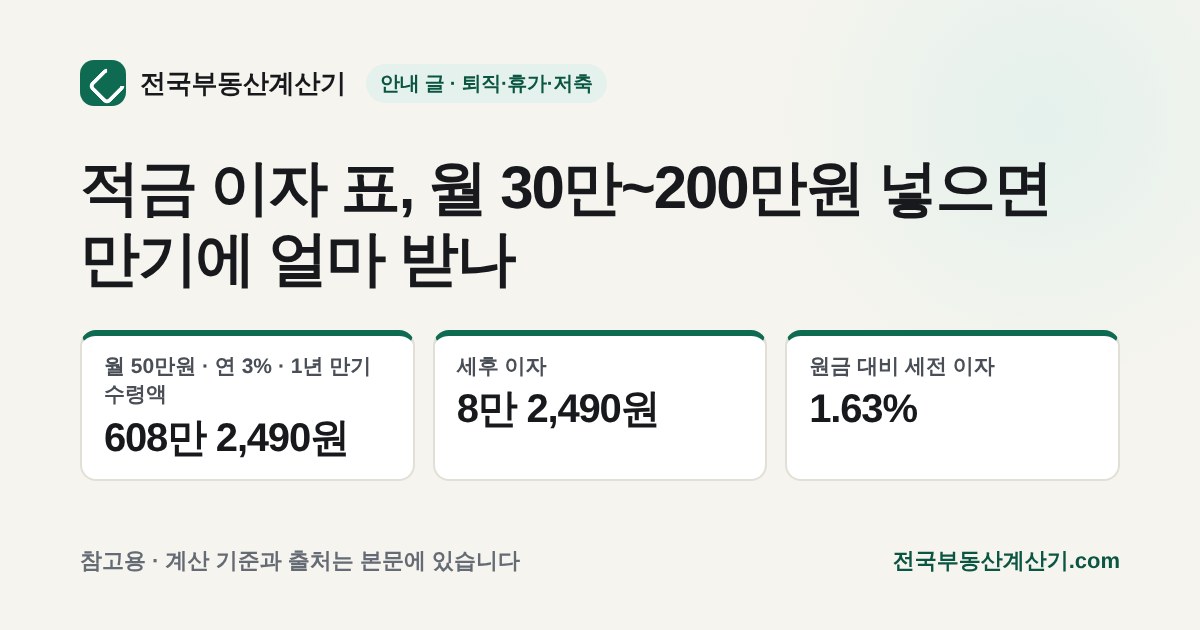 전국부동산계산기
안내 글 · 퇴직·휴가·저축
적금 이자 표, 월 30만~200만원 넣으면
만기에 얼마 받나
월 50만원 · 연 3% · 1년 만기
수령액
608만 2,490원
세후 이자
8만 2,490원
원금 대비 세전 이자
1.63%
참고용 · 계산 기준과 출처는 본문에 있습니다
전국부동산계산기.com